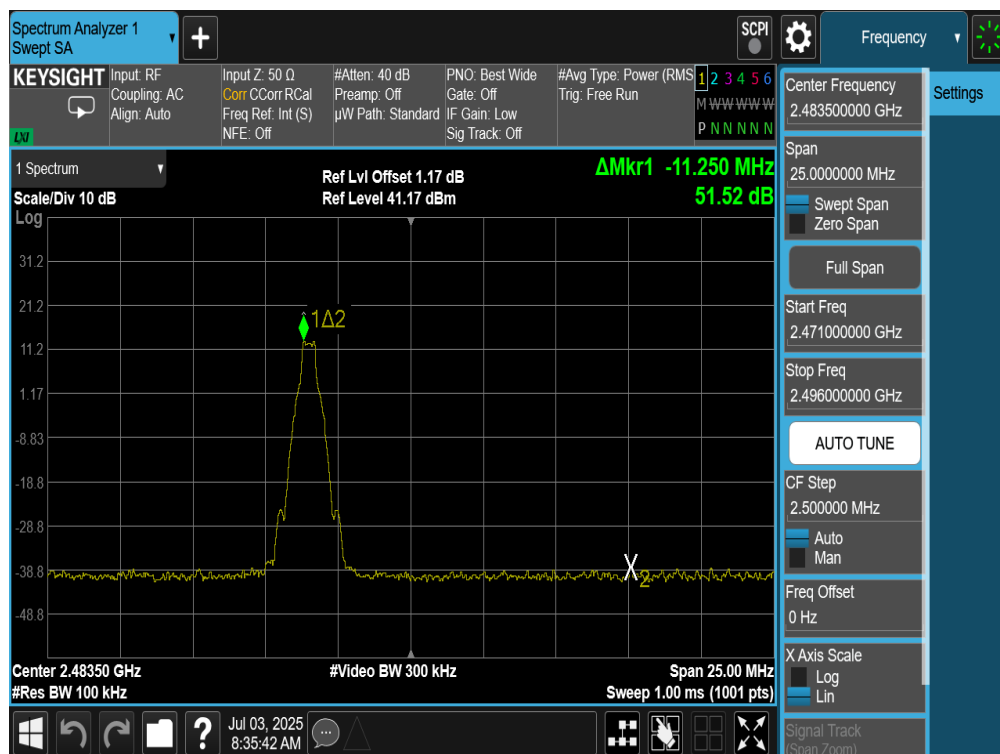 Spectrum Analyzer 1
Swept SA
+
SCPI
Frequency
KEYSIGHT
Input: RF
Coupling: AC
Align: Auto
LXI
Input Z: 50 Ω
Corr CCorr RCal
Freq Ref: Int (S)
NFE: Off
#Atten: 40 dB
Preamp: Off
µW Path: Standard
PNO: Best Wide
Gate: Off
IF Gain: Low
Sig Track: Off
#Avg Type: Power (RMS
Trig: Free Run
1 2 3 4 5 6
M W W W W W
P N N N N N
1 Spectrum
Scale/Div 10 dB
Log
Ref Lvl Offset 1.17 dB
Ref Level 41.17 dBm
ΔMkr1 -11.250 MHz
51.52 dB
31.2
21.2
11.2
1.17
-8.83
-18.8
-28.8
-38.8
-48.8
1Δ2
X
2
Center 2.48350 GHz
#Res BW 100 kHz
#Video BW 300 kHz
Span 25.00 MHz
Sweep 1.00 ms (1001 pts)
Settings
Center Frequency
2.483500000 GHz
Span
25.0000000 MHz
Swept Span
Zero Span
Full Span
Start Freq
2.471000000 GHz
Stop Freq
2.496000000 GHz
AUTO TUNE
CF Step
2.500000 MHz
Auto
Man
Freq Offset
0 Hz
X Axis Scale
Log
Lin
Signal Track
(Span Zoom)
?
Jul 03, 2025
8:35:42 AM